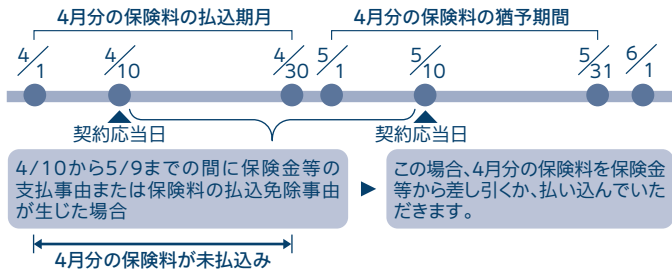 4月分の保険料の払込期月
4月分の保険料の猶予期間
4/1
4/10
4/30
5/1
5/10
5/31
6/1
契約応当日
契約応当日
4/10から5/9までの間に保険金等の
支払事由または保険料の払込免除事由
が生じた場合
この場合、4月分の保険料を保険金
等から差し引くか、払い込んでいた
だきます。
4月分の保険料が未払込み